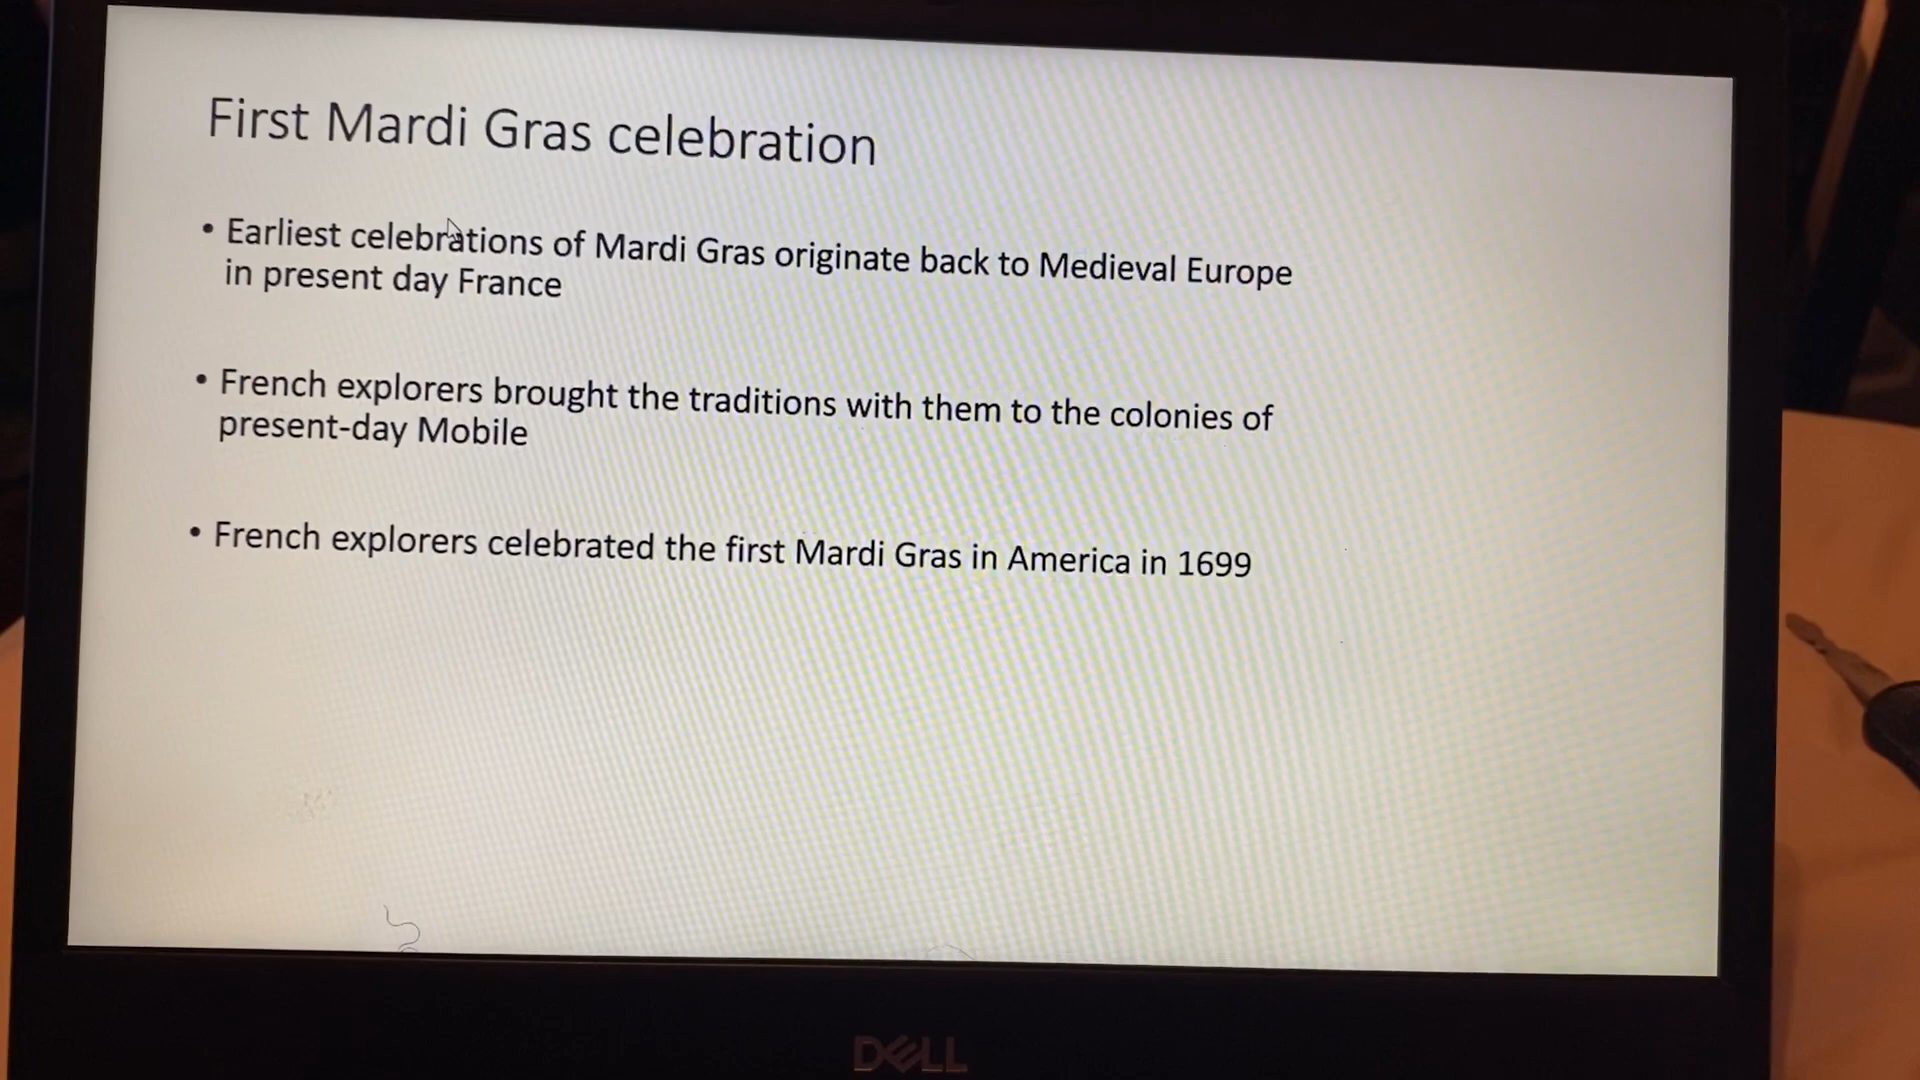 First Mardi Gras celebration
• Earliest celebrations of Mardi Gras originate back to Medieval Europe
in present day France
• French explorers brought the traditions with them to the colonies of
present-day Mobile
• French explorers celebrated the first Mardi Gras in America in 1699
DELL